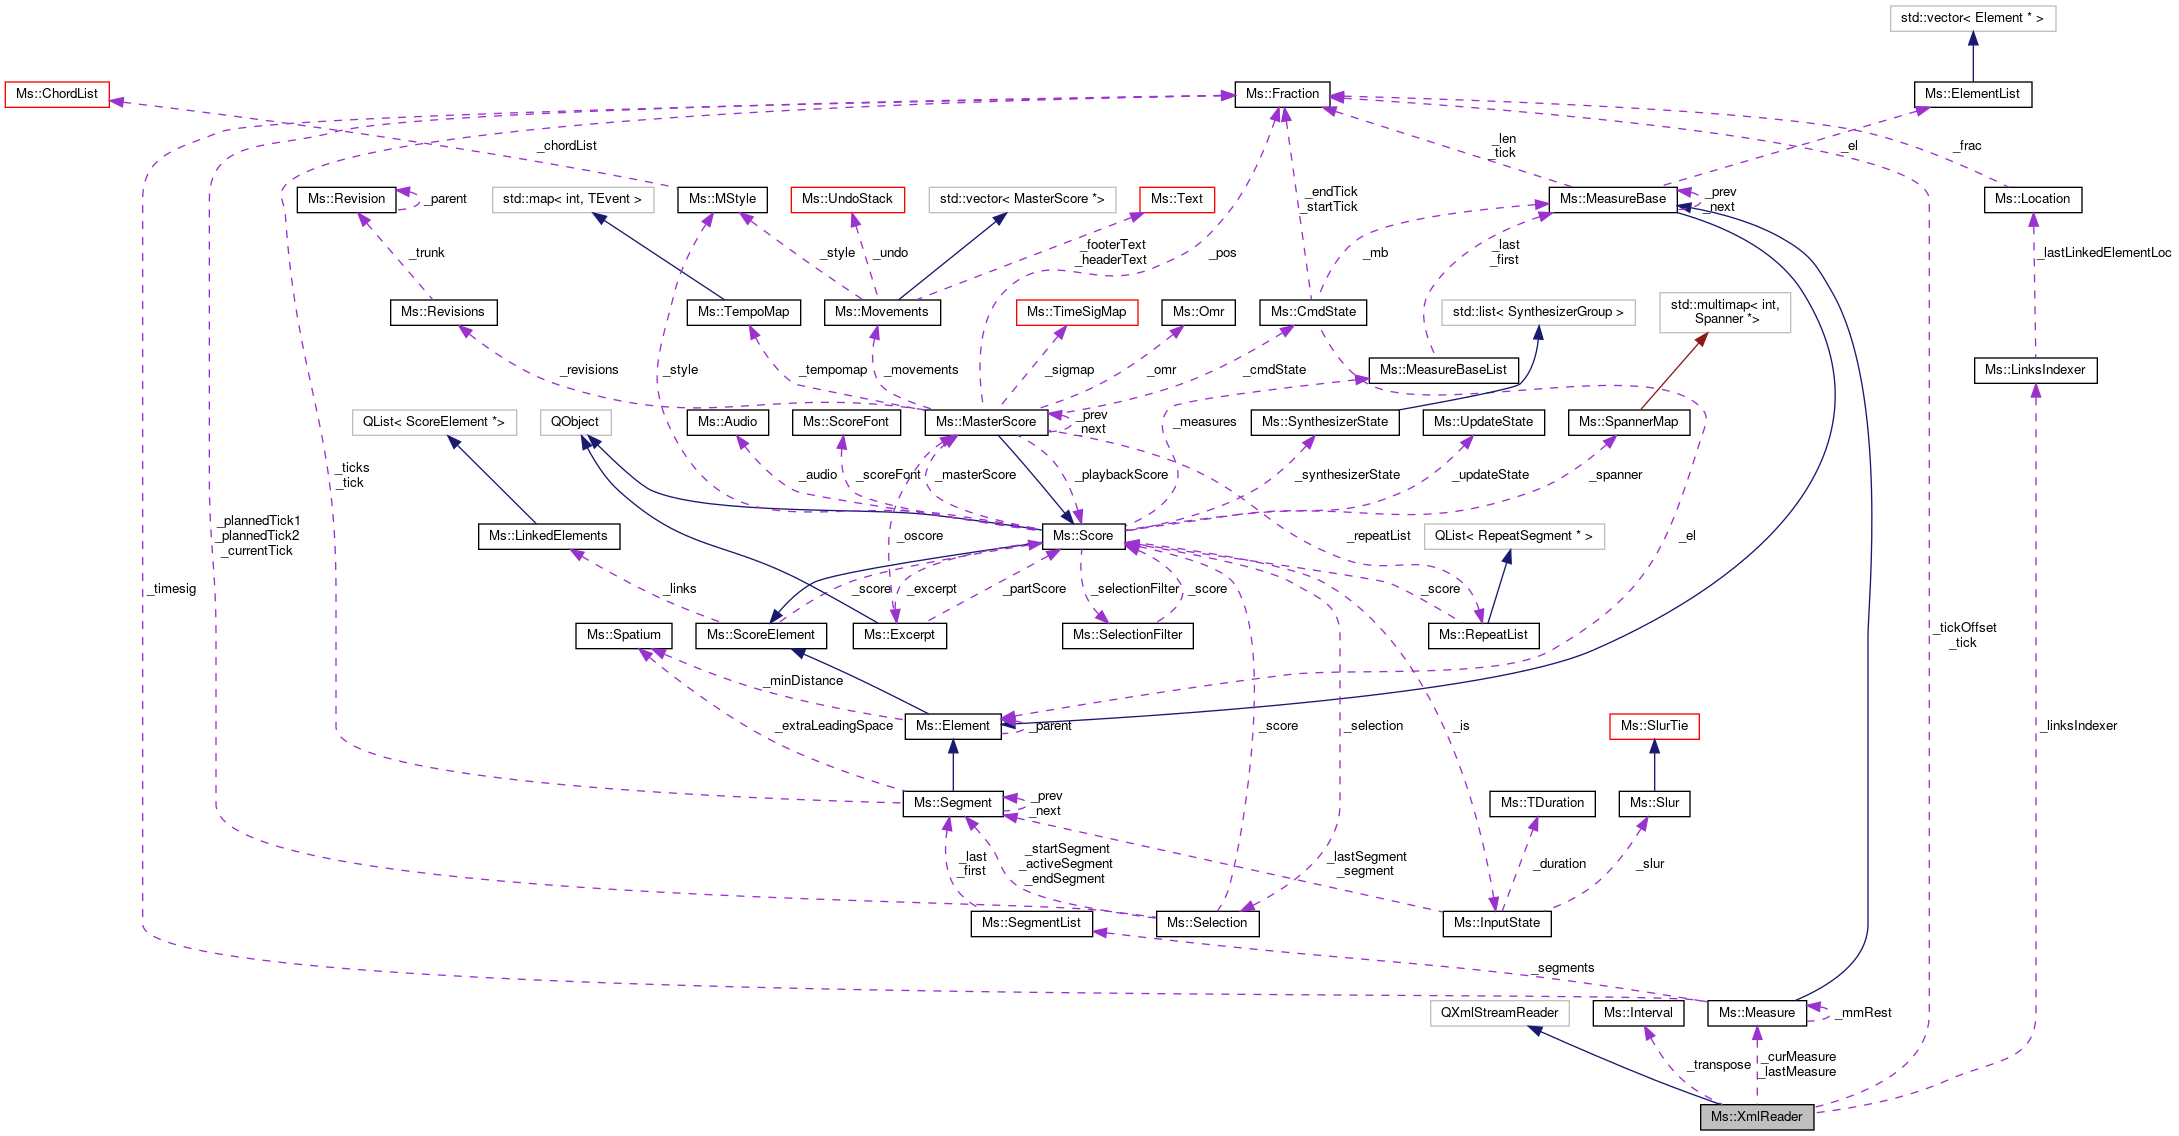 std::vector< Element * >
Ms::ChordList
Ms::Fraction
Ms::ElementList
_chordList
_len
_tick
_el
_frac
Ms::Revision
_parent
std::map< int, TEvent >
Ms::MStyle
Ms::UndoStack
std::vector< MasterScore *>
Ms::Text
_endTick
_startTick
Ms::MeasureBase
_prev
_next
Ms::Location
_trunk
_style
_undo
_footerText
_headerText
_pos
_mb
_last
_first
_lastLinkedElementLoc
Ms::Revisions
Ms::TempoMap
Ms::Movements
Ms::TimeSigMap
Ms::Omr
Ms::CmdState
std::list< SynthesizerGroup >
std::multimap< int,
Spanner *>
_revisions
_style
_tempomap
_movements
_sigmap
_omr
_cmdState
Ms::MeasureBaseList
Ms::LinksIndexer
QList< ScoreElement *>
QObject
Ms::Audio
Ms::ScoreFont
Ms::MasterScore
_prev
_next
_measures
Ms::SynthesizerState
Ms::UpdateState
Ms::SpannerMap
_ticks
_tick
_audio
_scoreFont
_masterScore
_playbackScore
_synthesizerState
_updateState
_spanner
_plannedTick1
_plannedTick2
_currentTick
Ms::LinkedElements
_oscore
Ms::Score
_repeatList
QList< RepeatSegment * >
_el
_timesig
_links
_score
_excerpt
_partScore
_selectionFilter
_score
_score
Ms::Spatium
Ms::ScoreElement
Ms::Excerpt
Ms::SelectionFilter
Ms::RepeatList
_tickOffset
_tick
_minDistance
_extraLeadingSpace
Ms::Element
_parent
_score
_selection
_is
Ms::SlurTie
_linksIndexer
Ms::Segment
_prev
_next
Ms::TDuration
Ms::Slur
_last
_first
_startSegment
_activeSegment
_endSegment
_lastSegment
_segment
_duration
_slur
Ms::SegmentList
Ms::Selection
Ms::InputState
_segments
QXmlStreamReader
Ms::Interval
Ms::Measure
_mmRest
_transpose
_curMeasure
_lastMeasure
Ms::XmlReader